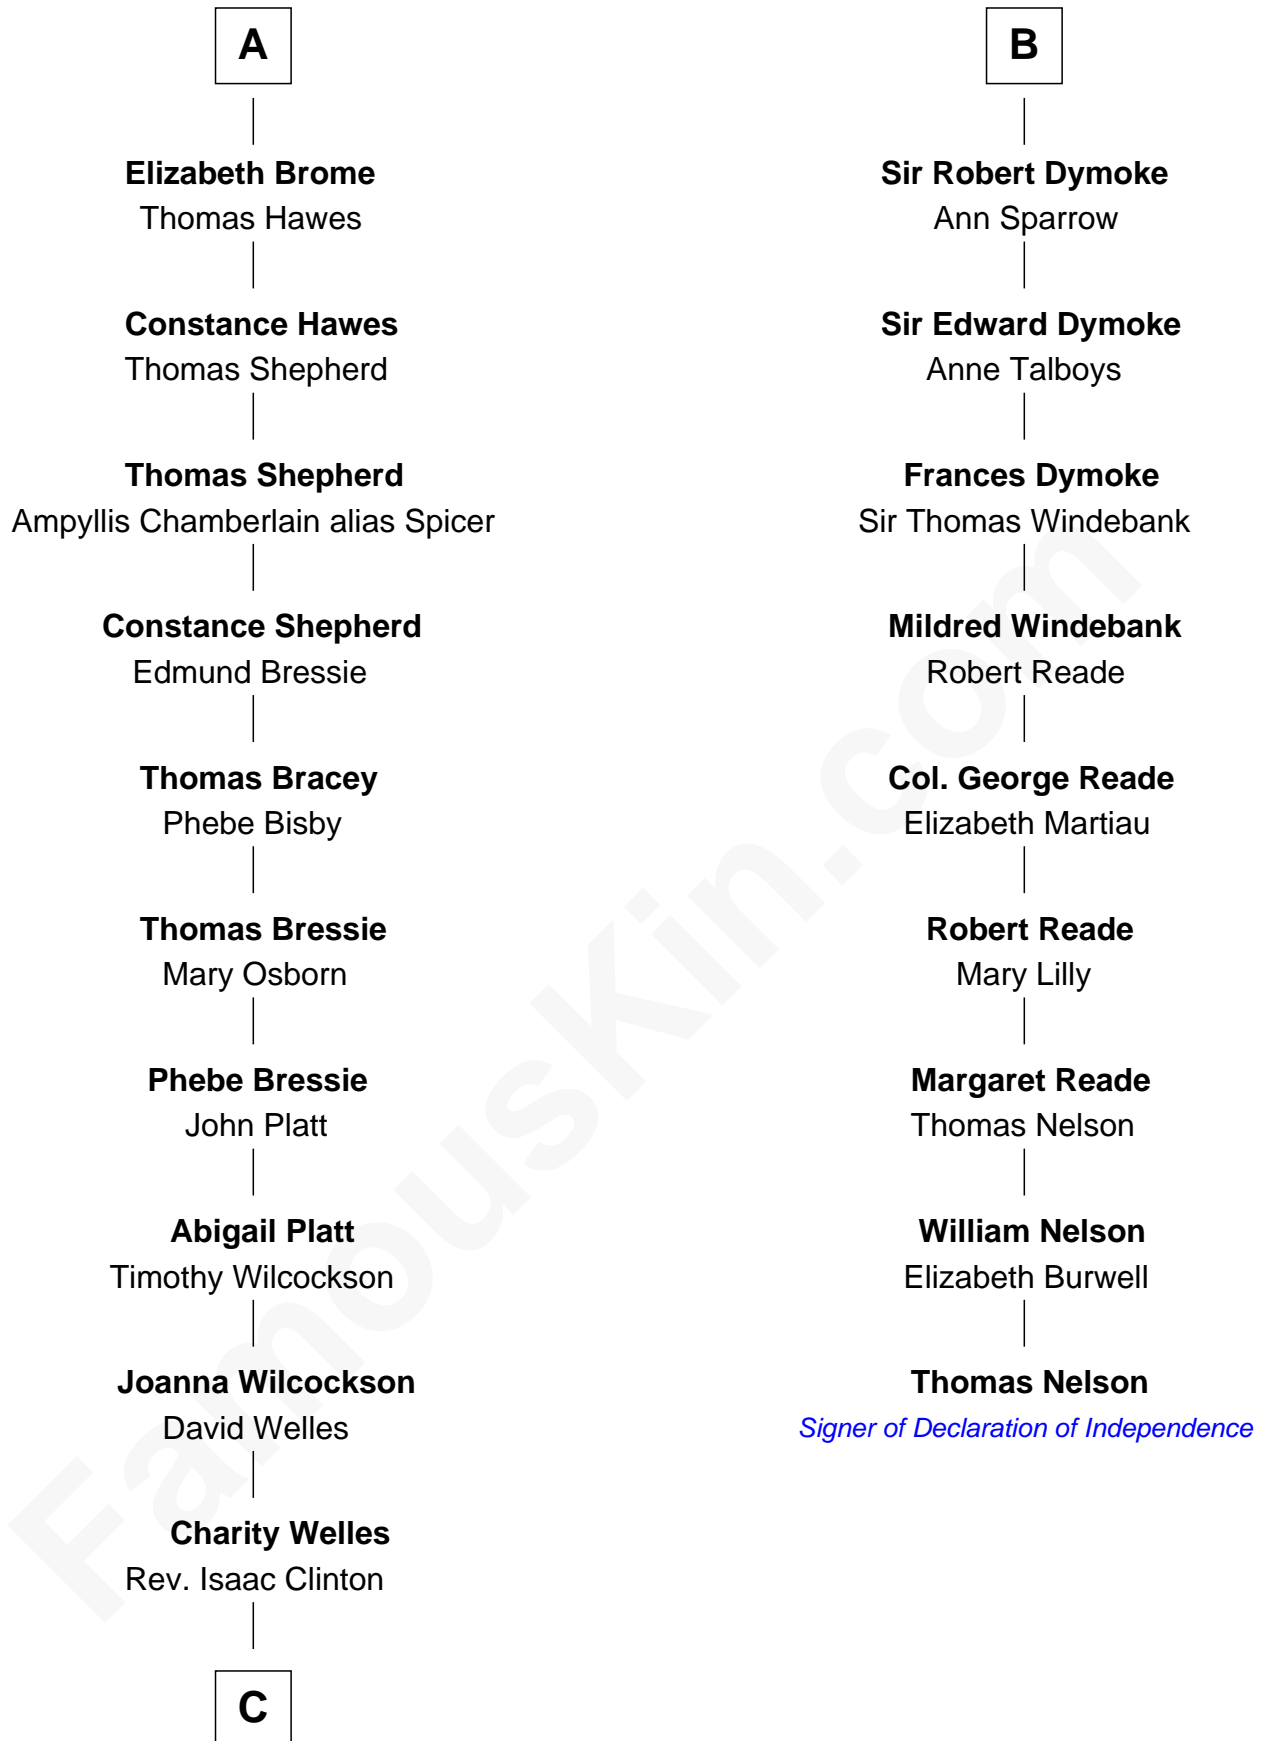 A
Elizabeth Brome
Thomas Hawes
Constance Hawes
Thomas Shepherd
Thomas Shepherd
Ampyllis Chamberlain alias Spicer
Constance Shepherd
Edmund Bressie
Thomas Bracey
Phebe Bisby
Thomas Bressie
Mary Osborn
Phebe Bressie
John Platt
Abigail Platt
Timothy Wilcockson
Joanna Wilcockson
David Welles
Charity Welles
Rev. Isaac Clinton
C
B
Sir Robert Dymoke
Ann Sparrow
Sir Edward Dymoke
Anne Talboys
Frances Dymoke
Sir Thomas Windebank
Mildred Windebank
Robert Reade
Col. George Reade
Elizabeth Martiau
Robert Reade
Mary Lilly
Margaret Reade
Thomas Nelson
William Nelson
Elizabeth Burwell
Thomas Nelson
Signer of Declaration of Independence
FamousKin.com